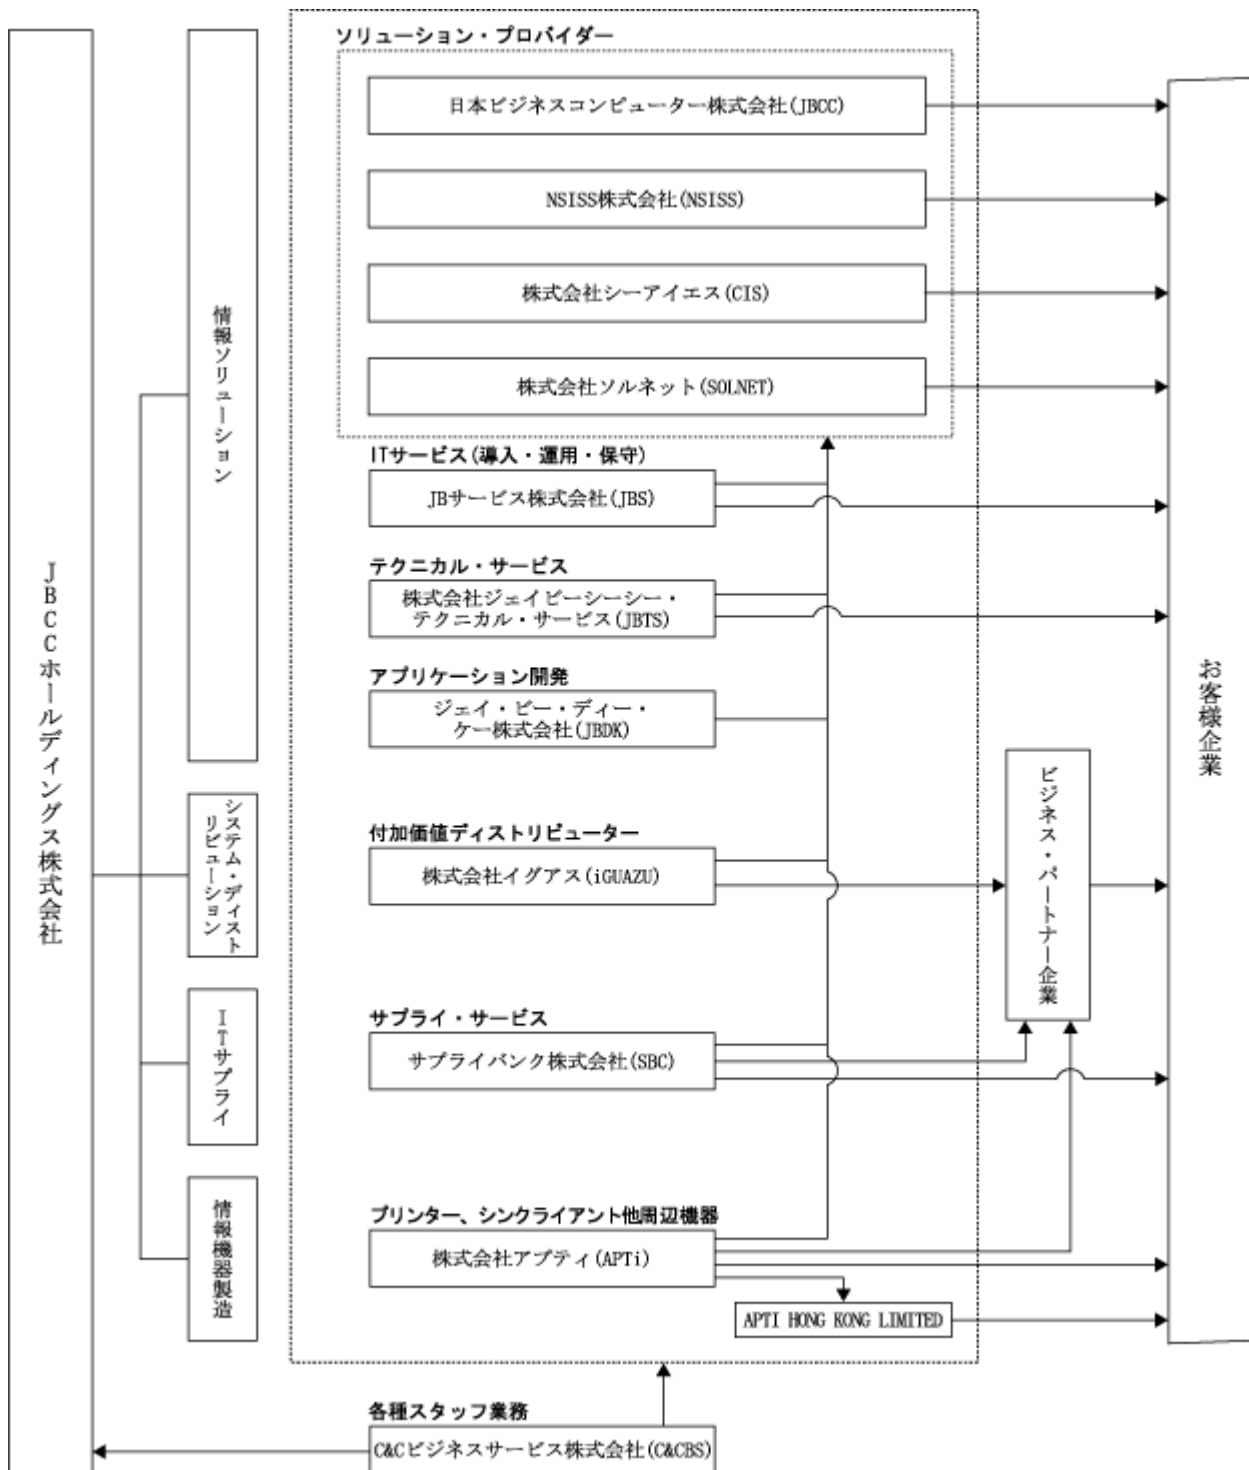 JBCCホールディングス株式会社
情報ソリューション
システム・ディスト
リビューション
ITサプライ
情報機器製造
ソリューション・プロバイダー
日本ビジネスコンピューター株式会社(JBCC)
NSISS株式会社(NSISS)
株式会社シーアイエス(CIS)
株式会社ソルネット(SOLNET)
ITサービス(導入・運用・保守)
JBサービス株式会社(JBS)
テクニカル・サービス
株式会社ジェイビーシーシー・
テクニカル・サービス(JBTS)
アプリケーション開発
ジェイ・ビー・ディー・
ケー株式会社(JBDK)
付加価値ディストリビューター
株式会社イグアス(iGUAZU)
サプライ・サービス
サプライバンク株式会社(SBC)
プリンター、シンクライアント他周辺機器
株式会社アプティ(APTi)
APTI HONG KONG LIMITED
各種スタッフ業務
C&Cビジネスサービス株式会社(C&CBS)
ビジネス・パートナー企業
お客様企業